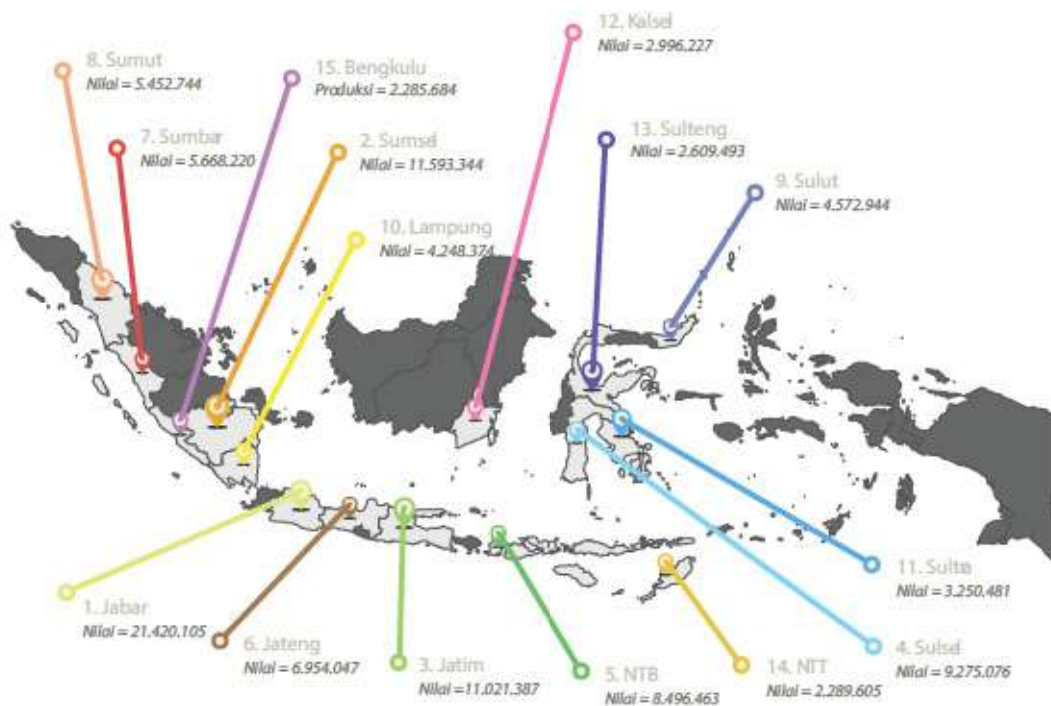 12. Kalsel
Nilai = 2.996.227
8. Sumut
Nilai = 5.452.744
15. Bengkulu
Produksi = 2.285.684
7. Sumbar
Nilai = 5.668.220
2. Sumsel
Nilai = 11.593.344
13. Sulteng
Nilai = 2.609.493
9. Sulut
Nilai = 4.572.944
10. Lampung
Nilai = 4.248.374
1. Jabar
Nilai = 21.420.105
6. Jateng
Nilai = 6.954.047
3. Jatim
Nilai =11.021.387
5. NTB
Nilai = 8.496.463
14. NTT
Nilai = 2.289.605
11. Sultra
Nilai = 3.250.481
4. Sulsel
Nilai = 9.275.076